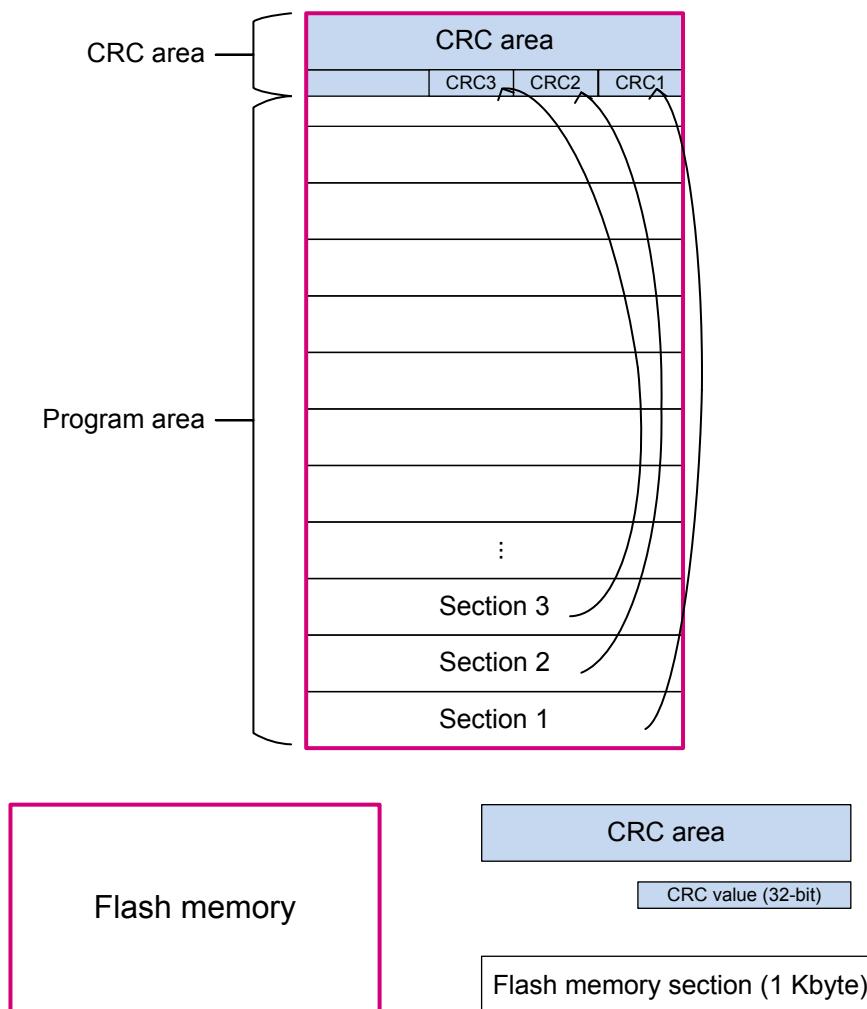 CRC area
CRC area
CRC3 CRC2 CRC1
Program area
⋮
Section 3
Section 2
Section 1
Flash memory
CRC area
CRC value (32-bit)
Flash memory section (1 Kbyte)